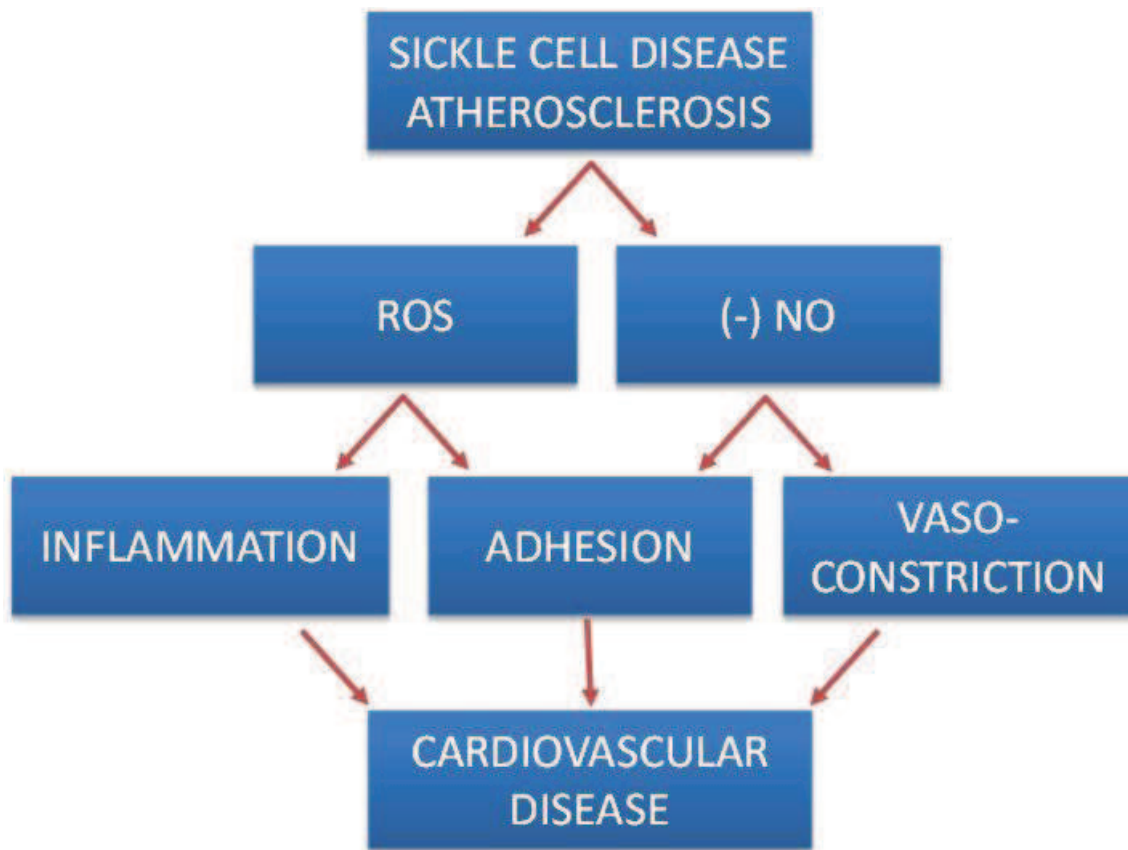 SICKLE CELL DISEASE
ATHEROSCLEROSIS
ROS
(-) NO
INFLAMMATION
ADHESION
VASO-
CONSTRICTION
CARDIOVASCULAR
DISEASE